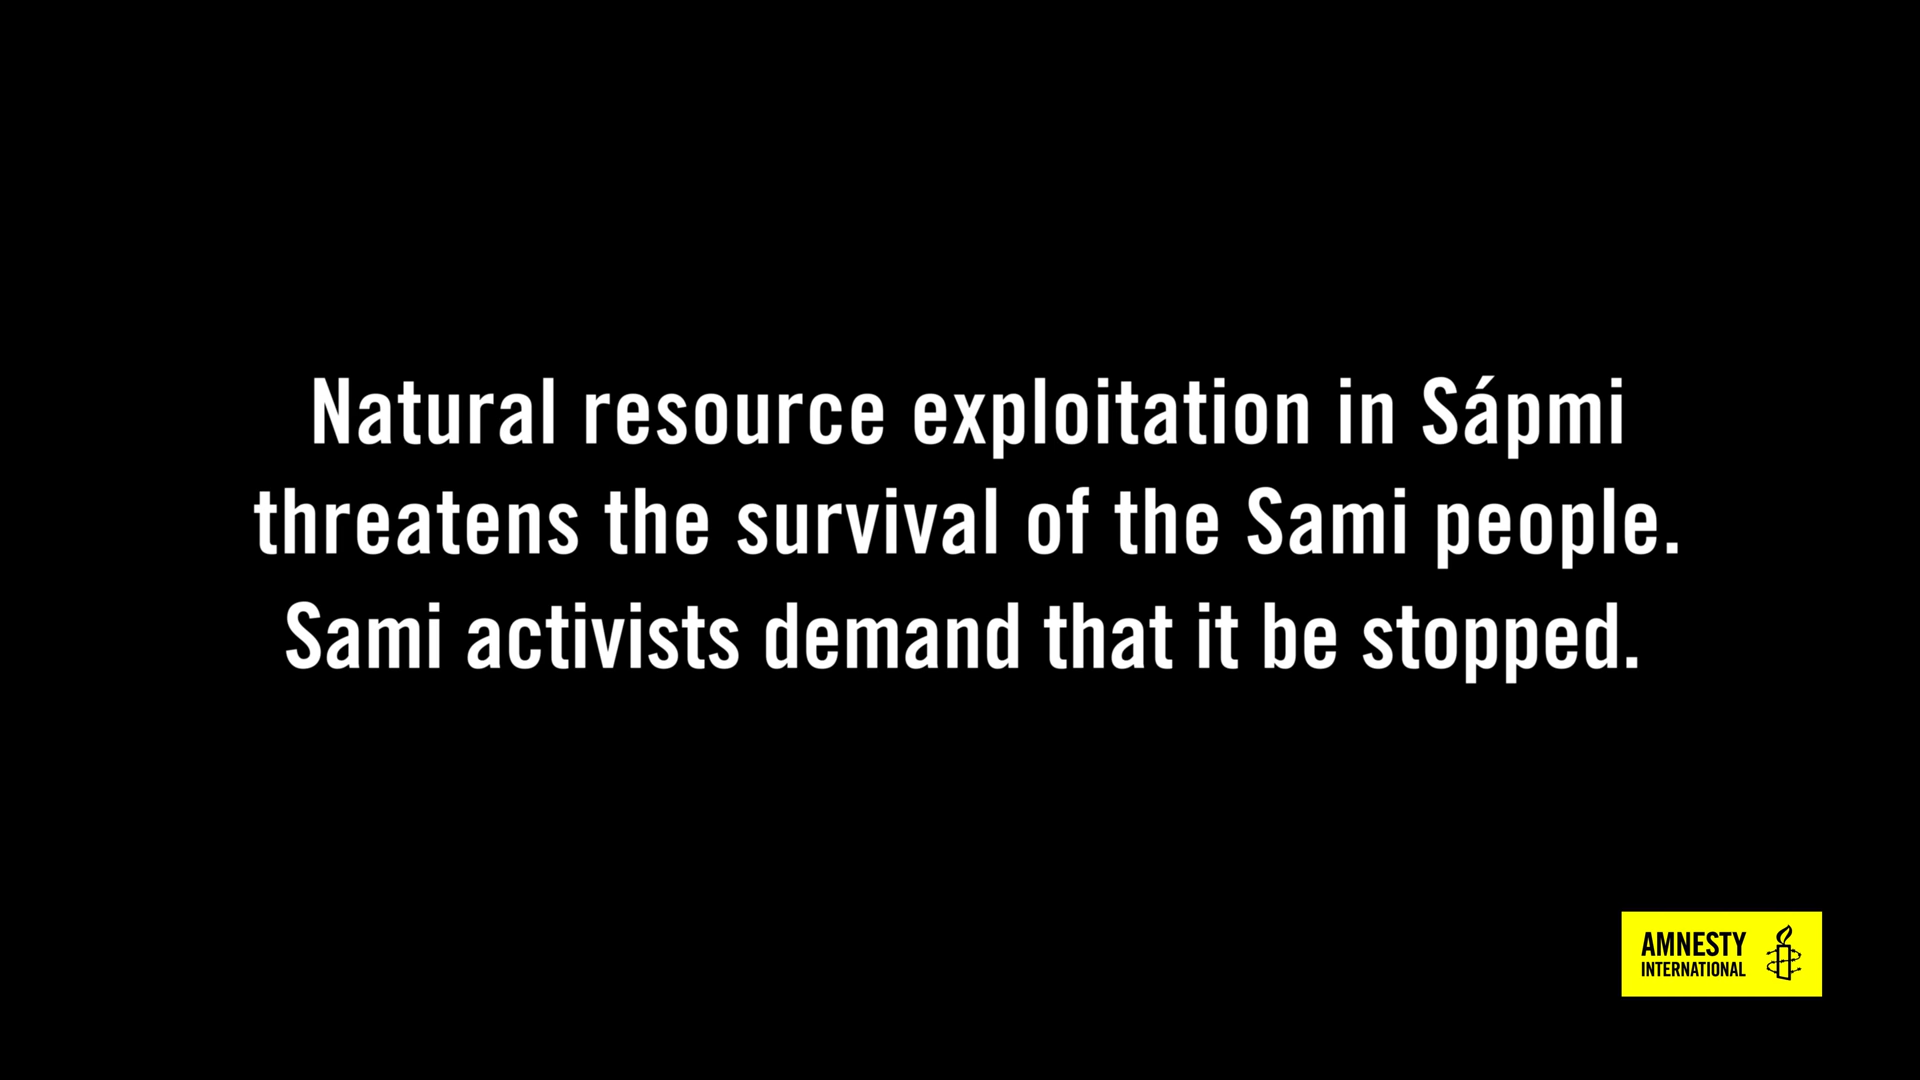 Natural resource exploitation in Sápmi
threatens the survival of the Sami people.
Sami activists demand that it be stopped.
AMNESTY
INTERNATIONAL